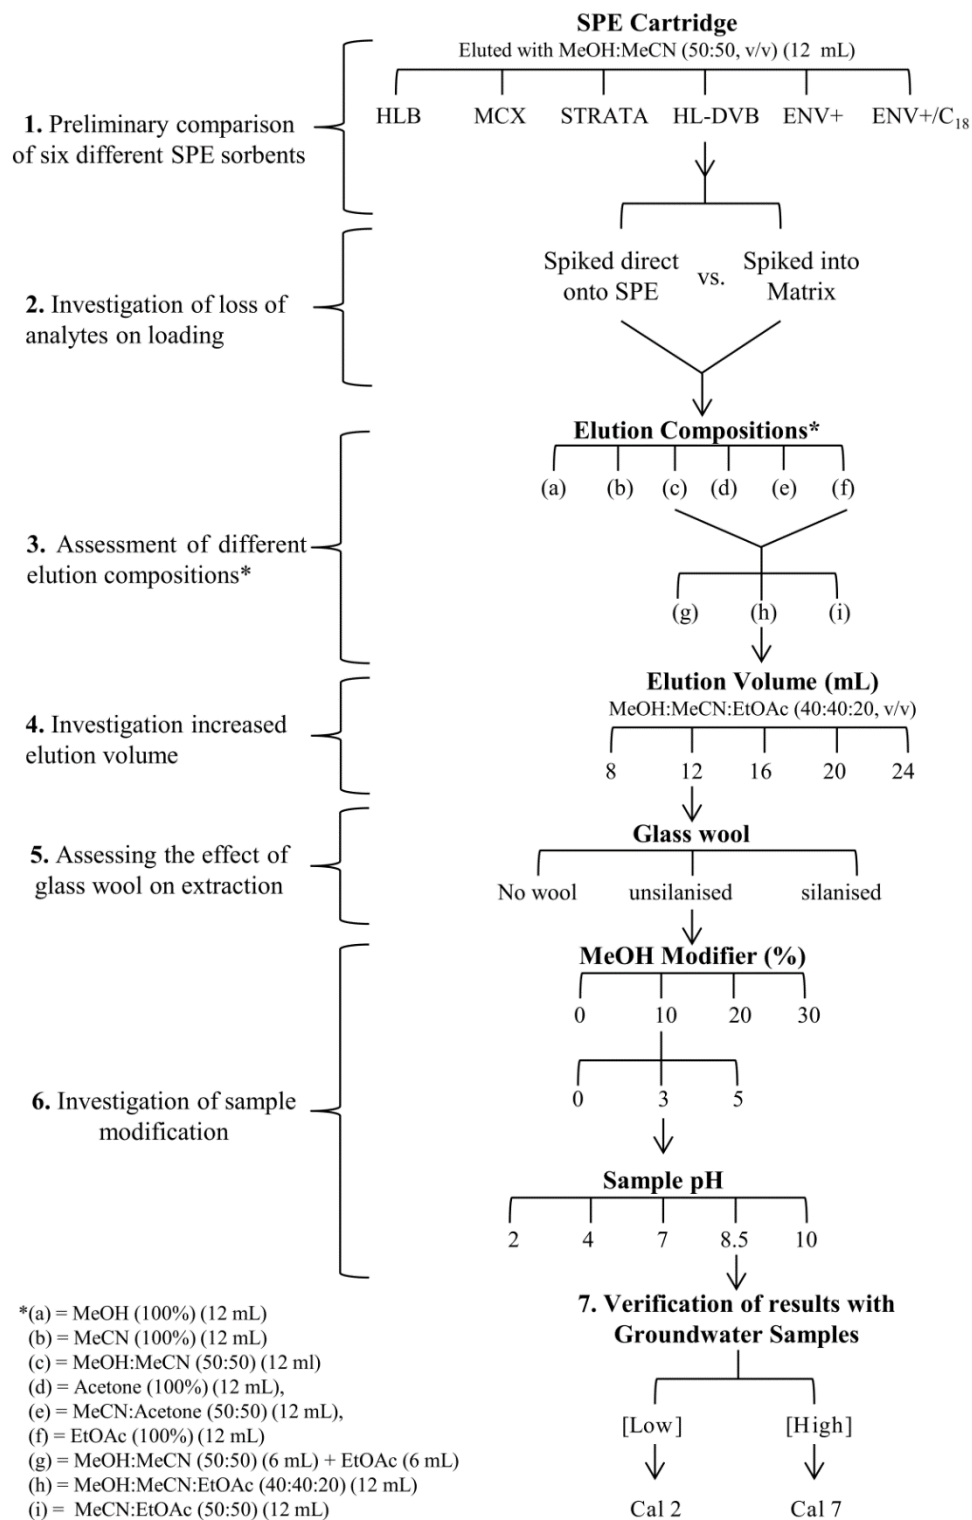 SPE Cartridge
Eluted with MeOH:MeCN (50:50, v/v) (12 mL)
HLB MCX STRATA HL-DVB ENV+ ENV+/C18
1. Preliminary comparison
of six different SPE sorbents
Spiked direct
onto SPE
vs.
Spiked into
Matrix
2. Investigation of loss of
analytes on loading
Elution Compositions*
(a) (b) (c) (d) (e) (f)
3. Assessment of different
elution compositions*
(g) (h) (i)
Elution Volume (mL)
MeOH:MeCN:EtOAc (40:40:20, v/v)
4. Investigation increased
elution volume
8 12 16 20 24
Glass wool
5. Assessing the effect of
glass wool on extraction
No wool unsilanised silanised
MeOH Modifier (%)
0 10 20 30
0 3 5
6. Investigation of sample
modification
Sample pH
2 4 7 8.5 10
7. Verification of results with
Groundwater Samples
[Low] [High]
Cal 2 Cal 7
*(a) = MeOH (100%) (12 mL)
(b) = MeCN (100%) (12 mL)
(c) = MeOH:MeCN (50:50) (12 ml)
(d) = Acetone (100%) (12 mL),
(e) = MeCN:Acetone (50:50) (12 mL),
(f) = EtOAc (100%) (12 mL)
(g) = MeOH:MeCN (50:50) (6 mL) + EtOAc (6 mL)
(h) = MeOH:MeCN:EtOAc (40:40:20) (12 mL)
(i) = MeCN:EtOAc (50:50) (12 mL)